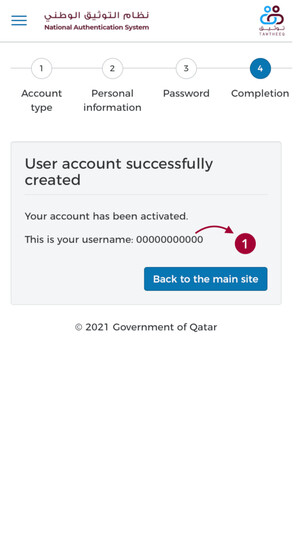 نظام التوثيق الوطني
National Authentication System
توثيق
TAWTHEEQ
1
2
3
4
Account type
Personal information
Password
Completion
User account successfully
created
Your account has been activated.
This is your username: 00000000000
1
Back to the main site
© 2021 Government of Qatar